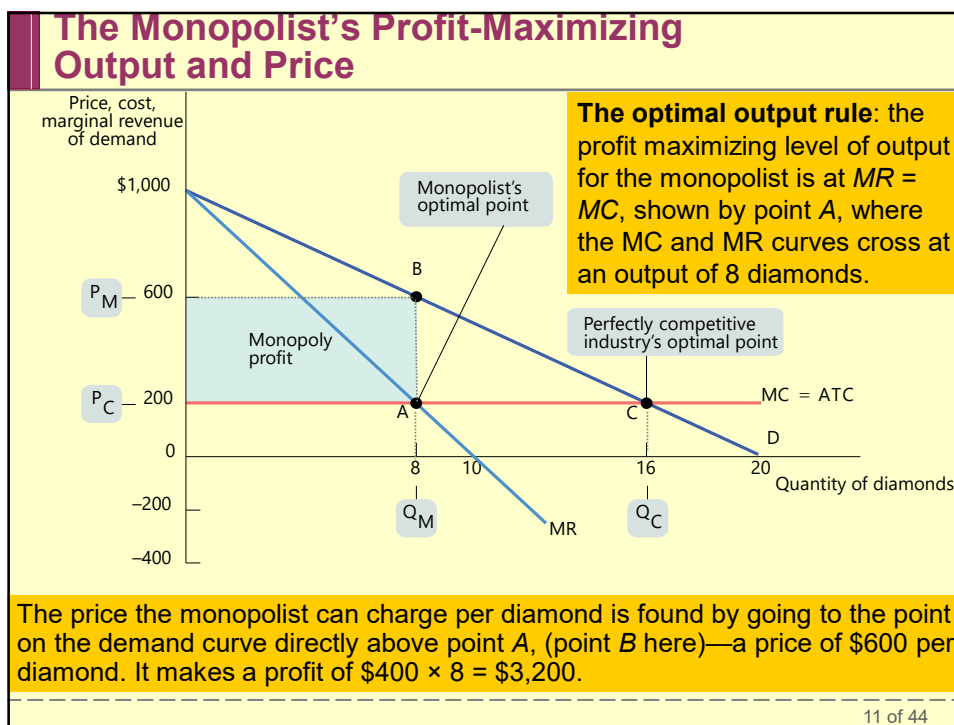 The Monopolist's Profit-Maximizing
Output and Price
Price, cost,
marginal revenue
of demand
The optimal output rule: the
profit maximizing level of output
for the monopolist is at MR =
MC, shown by point A, where
the MC and MR curves cross at
an output of 8 diamonds.
$1,000
Monopolist's
optimal point
B
P M
600
Monopoly
profit
Perfectly competitive
industry's optimal point
P C
200
A
C
MC = ATC
D
0
8
10
16
20
Quantity of diamonds
–200
Q M
Q C
MR
–400
The price the monopolist can charge per diamond is found by going to the point
on the demand curve directly above point A, (point B here)—a price of $600 per
diamond. It makes a profit of $400 × 8 = $3,200.
11 of 44